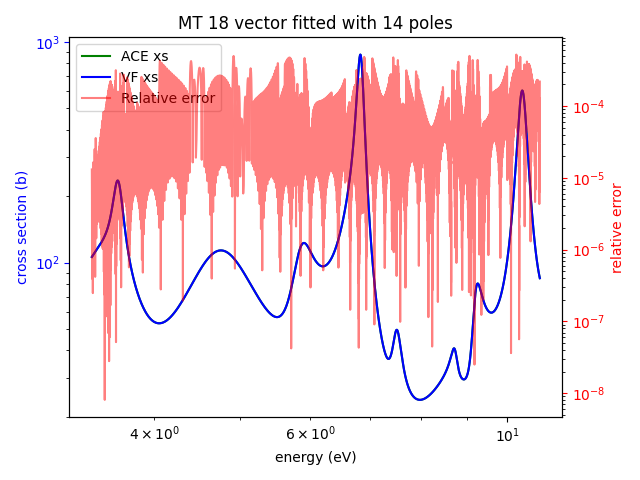 MT 18 vector fitted with 14 poles
ACE xs
VF xs
Relative error
cross section (b)
10³
10²
relative error
10⁻⁴
10⁻⁵
10⁻⁶
10⁻⁷
10⁻⁸
4 × 10⁰
6 × 10⁰
10¹
energy (eV)